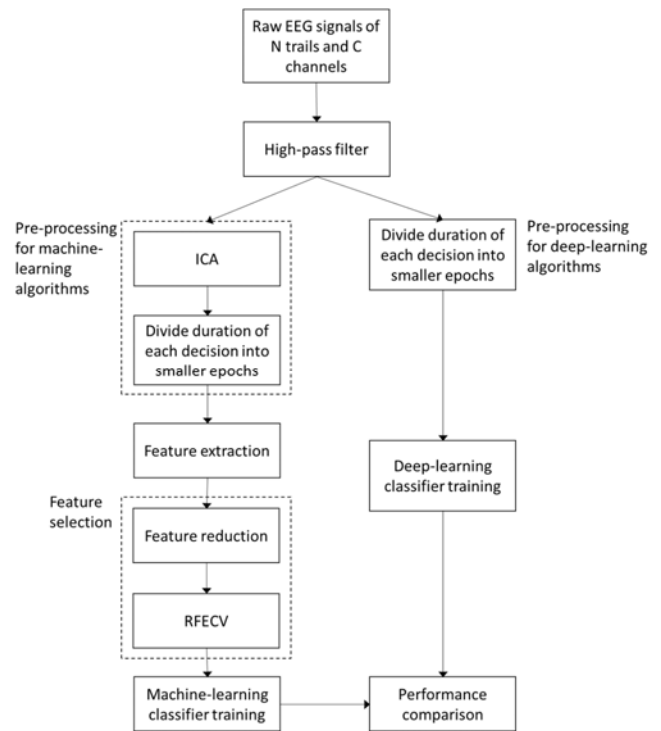 Raw EEG signals of
N trails and C
channels
High-pass filter
Pre-processing
for machine-
learning
algorithms
ICA
Divide duration of
each decision into
smaller epochs
Divide duration of
each decision into
smaller epochs
Pre-processing
for deep-learning
algorithms
Feature extraction
Deep-learning
classifier training
Feature
selection
Feature reduction
RFECV
Machine-learning
classifier training
Performance
comparison